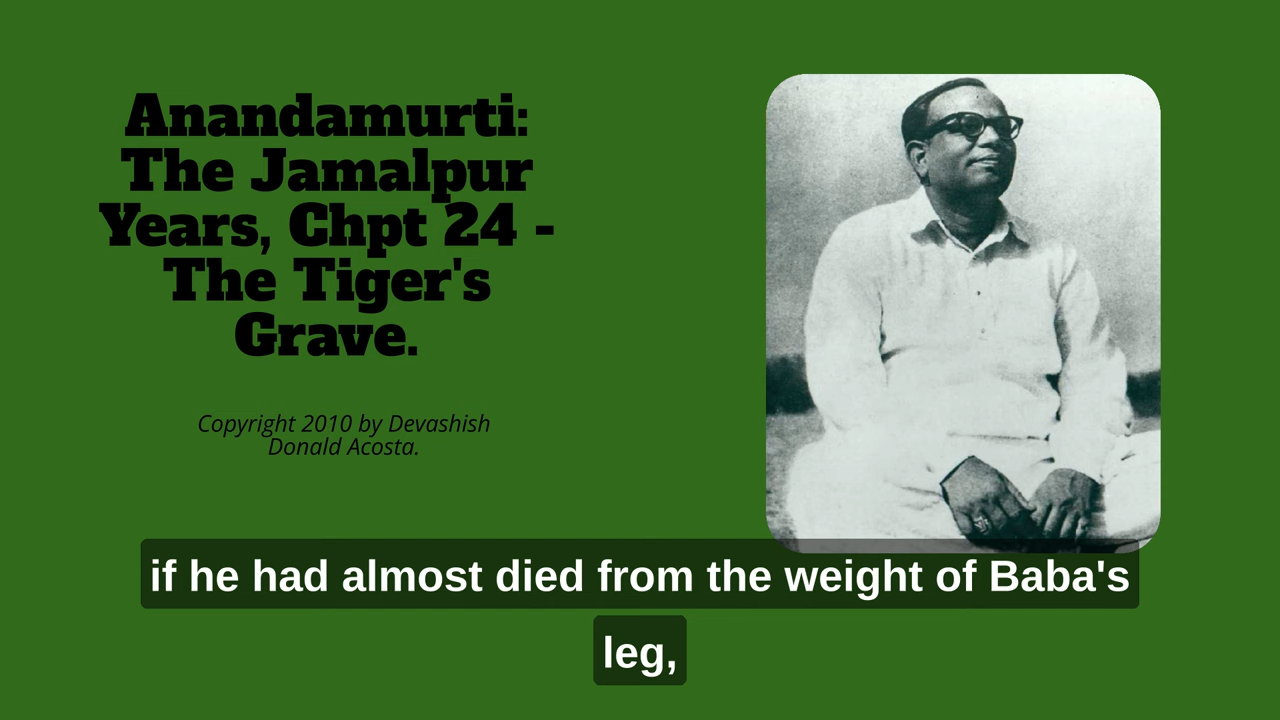 Anandamurti:
The Jamalpur
Years, Chpt 24 -
The Tiger's
Grave.
Copyright 2010 by Devashish
Donald Acosta.
if he had almost died from the weight of Baba's
leg,